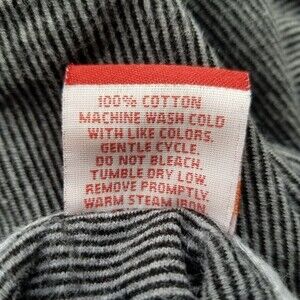 100% COTTON
MACHINE WASH COLD
WITH LIKE COLORS.
GENTLE CYCLE.
DO NOT BLEACH,
TUMBLE DRY LOW.
REMOVE PROMPTLY.
WARM STEAM IRON